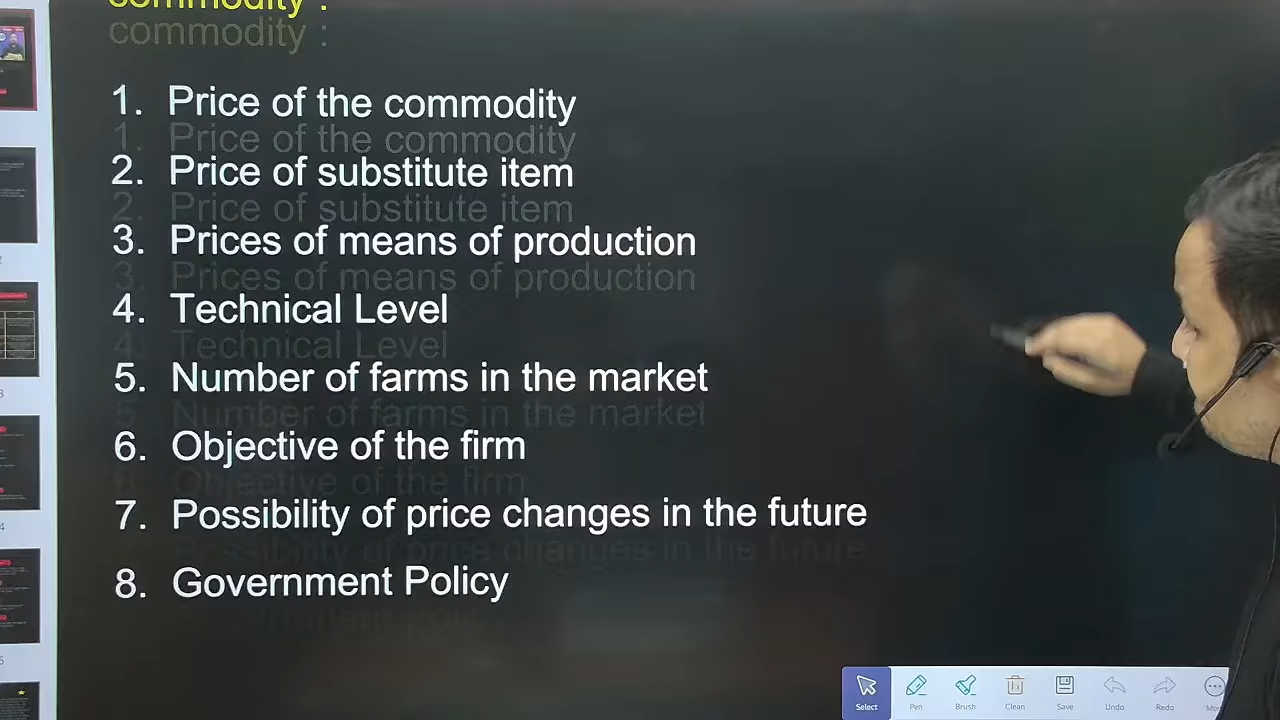 commodity :
1. Price of the commodity
2. Price of substitute item
3. Prices of means of production
4. Technical Level
5. Number of farms in the market
6. Objective of the firm
7. Possibility of price changes in the future
8. Government Policy
Select Pen Brush Clean Save Undo Redo